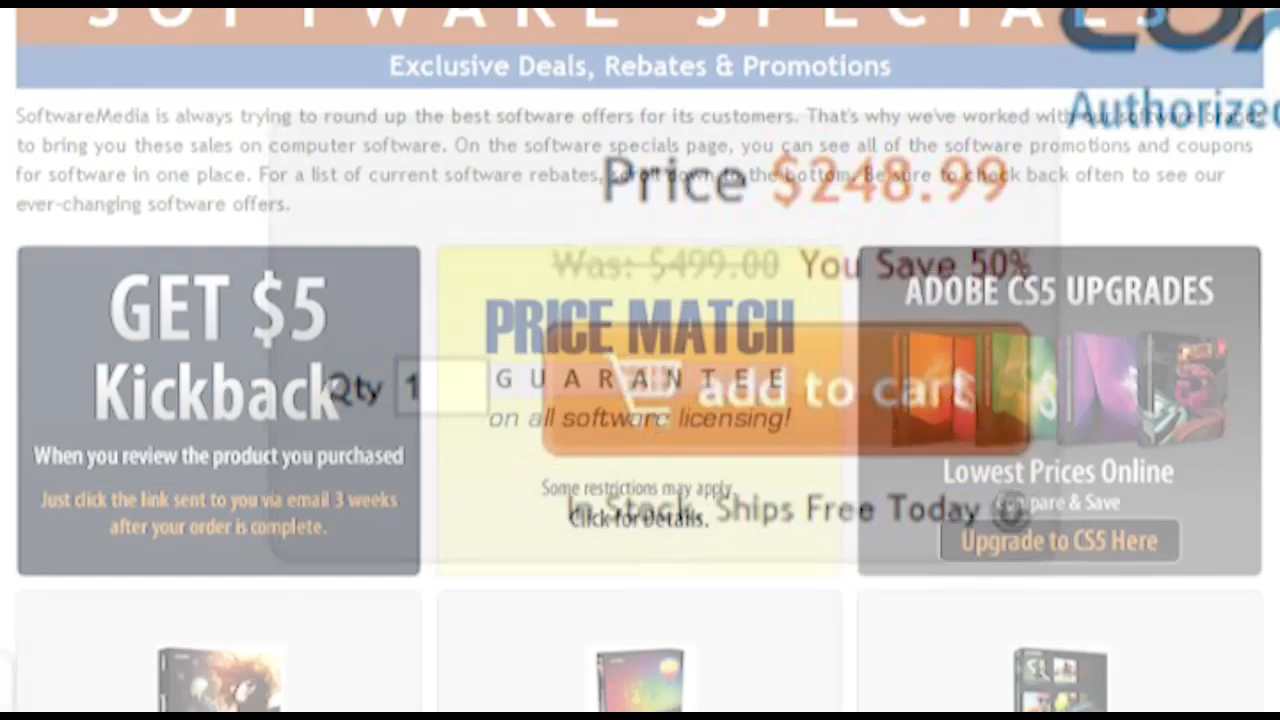 SOFTWARE SPECIALS
Exclusive Deals, Rebates & Promotions
SoftwareMedia is always trying to round up the best software offers for its customers. That's why we've worked with
to bring you these sales on computer software. On the software specials page, you can see all of the software promotions and coupons
for software in one place. For a list of current software rebates, scroll down to the bottom. Be sure to check back often to see our
ever-changing software offers.
Authorized
Price $248.99
Was: $499.00 You Save 50%
Qty 1
add to cart
In Stock, Ships Free Today
GET $5
Kickback
When you review the product you purchased
Just click the link sent to you via email 3 weeks
after your order is complete.
PRICE MATCH
GUARANTEE
on all software licensing!
Some restrictions may apply
Click for Details.
ADOBE CS5 UPGRADES
Lowest Prices Online
Compare & Save
Upgrade to CS5 Here